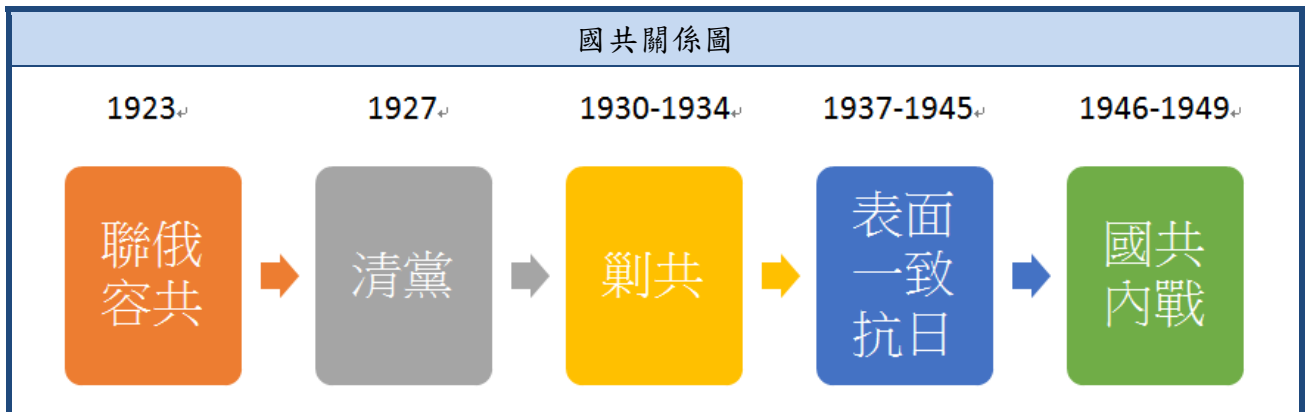 國共關係圖
1923↵
1927↵
1930-1934↵
1937-1945↵
1946-1949↵
聯俄
容共
清黨
剿共
表面
一致
抗日
國共
內戰